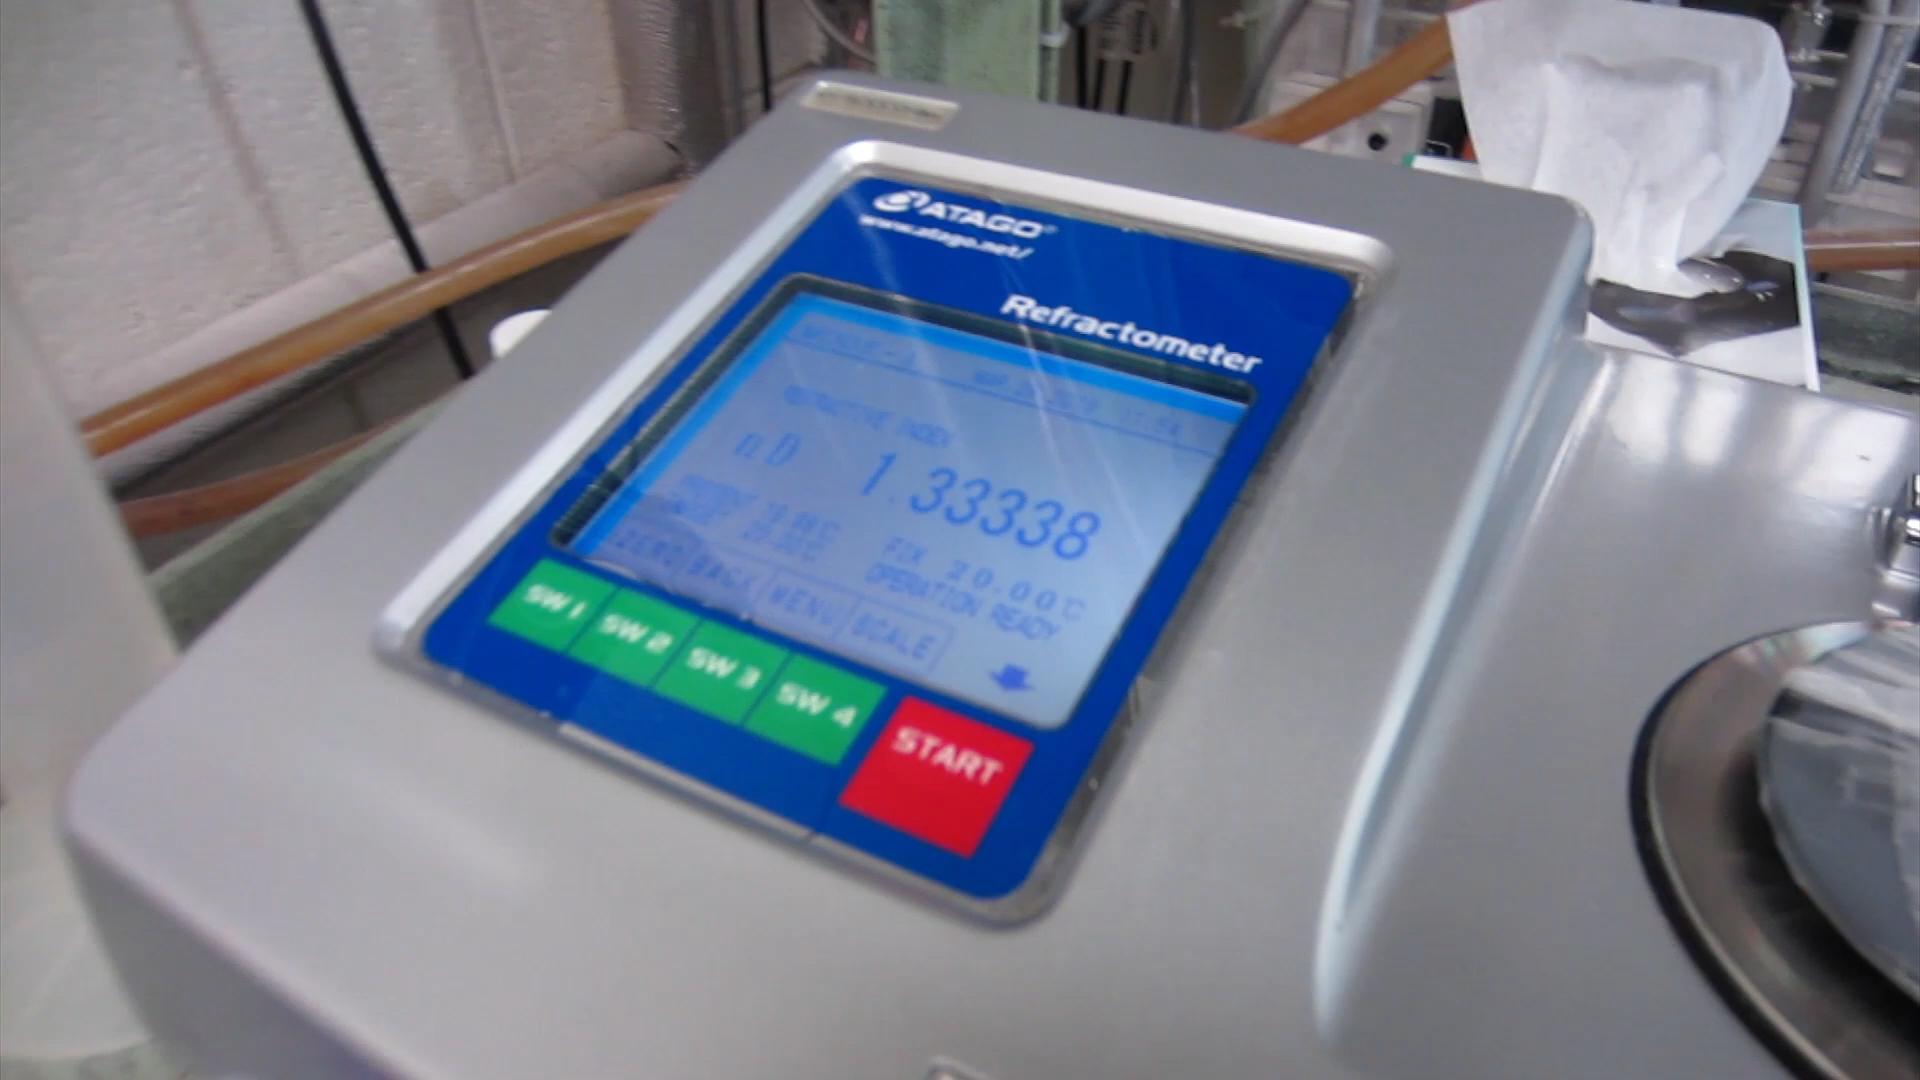 ATAGO®
www.atago.net/
Refractometer
REFRACTIVE INDEX
nD 1.33338
FIX 20.00℃
OPERATION READY
ZERO BACK MENU SCALE
SW 1 SW 2 SW 3 SW 4
START